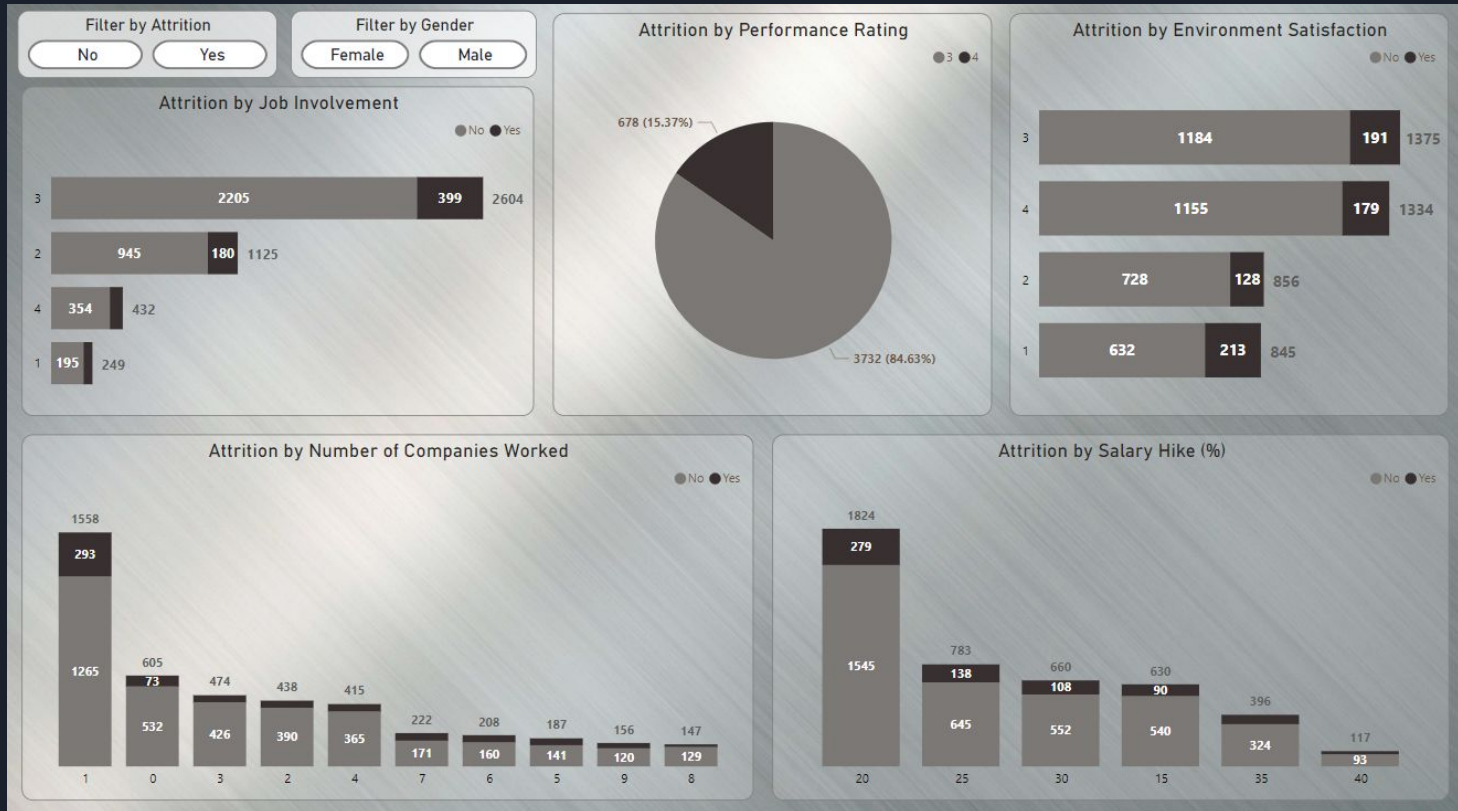 Filter by Attrition
No Yes
Filter by Gender
Female Male
Attrition by Job Involvement
No Yes
3 2205 399 2604
2 945 180 1125
4 354 432
1 195 249
Attrition by Performance Rating
3 4
678 (15.37%)
3732 (84.63%)
Attrition by Environment Satisfaction
No Yes
3 1184 191 1375
4 1155 179 1334
2 728 128 856
1 632 213 845
Attrition by Number of Companies Worked
No Yes
1558 605 474 438 415 222 208 187 156 147
293 73
1265 532 426 390 365 171 160 141 120 129
1 0 3 2 4 7 6 5 9 8
Attrition by Salary Hike (%)
No Yes
1824 783 660 630 396 117
279 138 108 90
1545 645 552 540 324 93
20 25 30 15 35 40